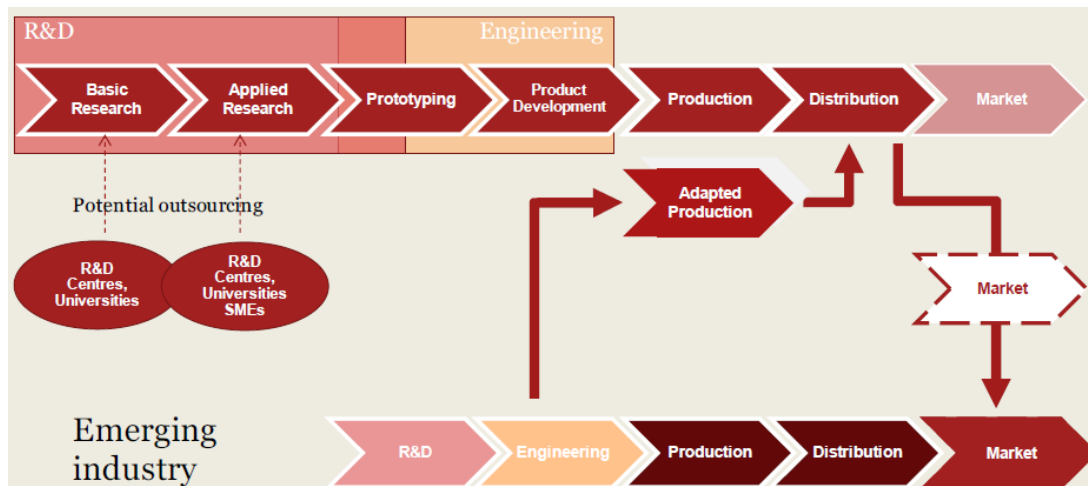 R&D
Engineering
Basic
Research
Applied
Research
Prototyping
Product
Development
Production
Distribution
Market
Potential outsourcing
Adapted
Production
R&D
Centres,
Universities
R&D
Centres,
Universities
SMEs
Market
Emerging
industry
R&D
Engineering
Production
Distribution
Market